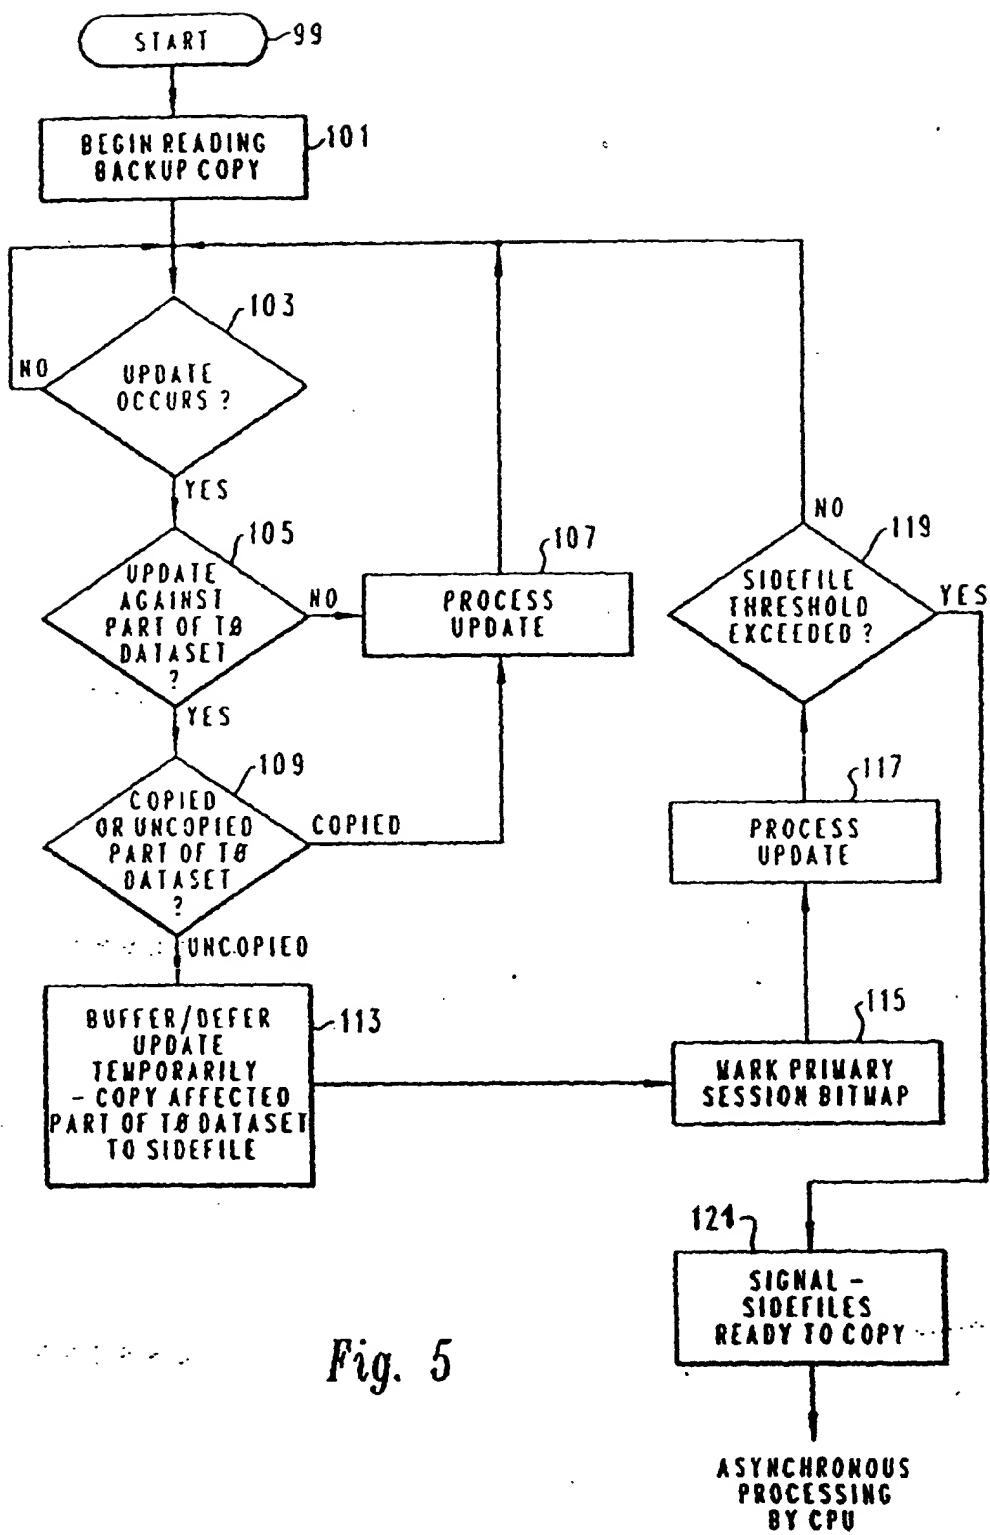 START
99
BEGIN READING
BACKUP COPY
101
103
NO
UPDATE
OCCURS ?
YES
105
UPDATE
AGAINST
PART OF TØ
DATASET
?
NO
107
PROCESS
UPDATE
YES
109
COPIED
OR UNCOPIED
PART OF TØ
DATASET
?
COPIED
UNCOPIED
113
BUFFER/DEFER
UPDATE
TEMPORARILY
- COPY AFFECTED
PART OF TØ DATASET
TO SIDEFILE
NO
119
SIDEFILE
THRESHOLD
EXCEEDED ?
YES
117
PROCESS
UPDATE
115
MARK PRIMARY
SESSION BITMAP
121
SIGNAL -
SIDEFILES
READY TO COPY
ASYNCHRONOUS
PROCESSING
BY CPU
Fig. 5